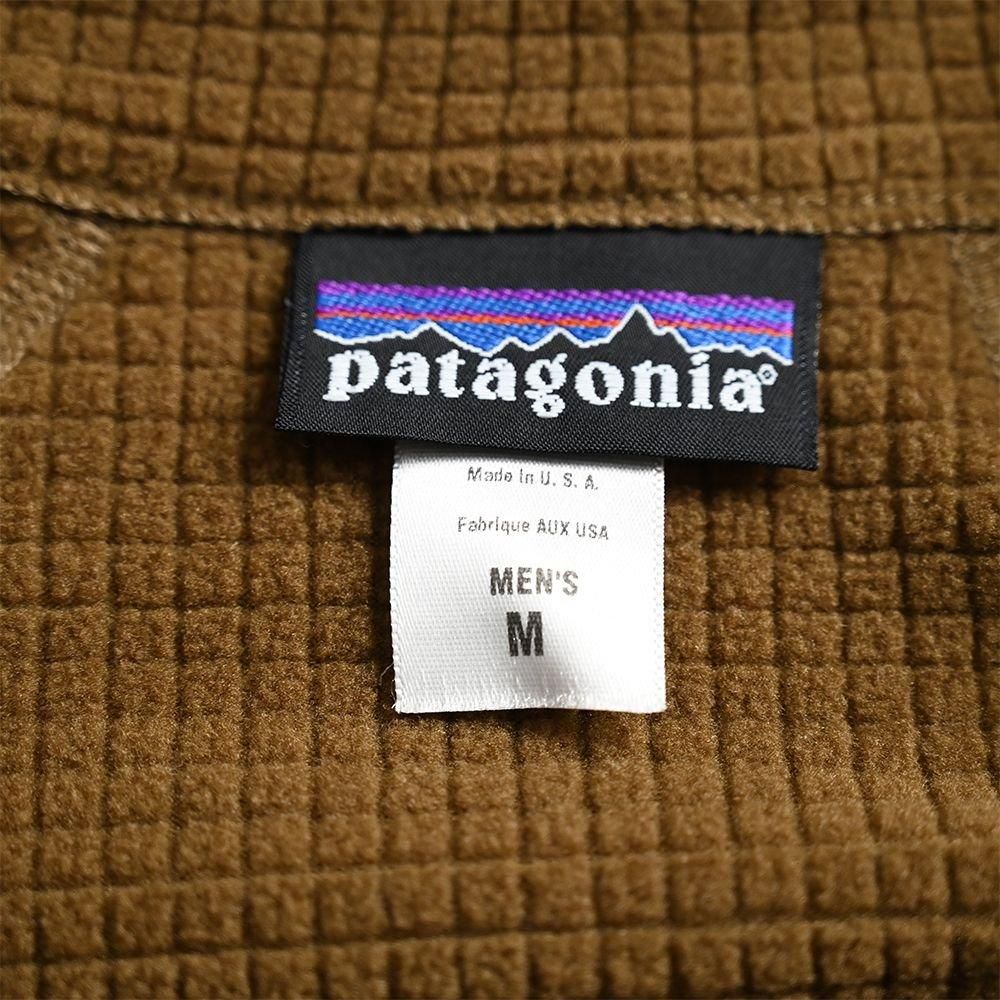 patagonia®
Made in U. S. A.
Fabrique AUX USA
MEN'S
M